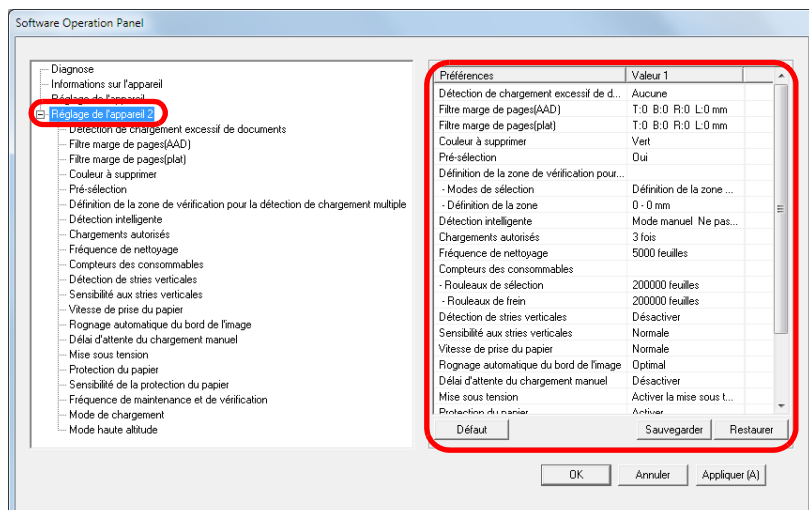 Software Operation Panel
Diagnose
Informations sur l'appareil
Réglage de l'appareil
Réglage de l'appareil 2
Détection de chargement excessif de documents
Filtre marge de pages(AAD)
Filtre marge de pages(plat)
Couleur à supprimer
Pré-sélection
Définition de la zone de vérification pour la détection de chargement multiple
Détection intelligente
Chargements autorisés
Fréquence de nettoyage
Compteurs des consommables
Détection de stries verticales
Sensibilité aux stries verticales
Vitesse de prise du papier
Rognage automatique du bord de l'image
Délai d'attente du chargement manuel
Mise sous tension
Protection du papier
Sensibilité de la protection du papier
Fréquence de maintenance et de vérification
Mode de chargement
Mode haute altitude
Préférences Valeur 1
Détection de chargement excessif de d... Aucune
Filtre marge de pages(AAD) T:0 B:0 R:0 L:0 mm
Filtre marge de pages(plat) T:0 B:0 R:0 L:0 mm
Couleur à supprimer Vert
Pré-sélection Oui
Définition de la zone de vérification pour...
- Modes de sélection Définition de la zone ...
- Définition de la zone 0 - 0 mm
Détection intelligente Mode manuel Ne pas...
Chargements autorisés 3 fois
Fréquence de nettoyage 5000 feuilles
Compteurs des consommables
- Rouleaux de sélection 200000 feuilles
- Rouleaux de frein 200000 feuilles
Détection de stries verticales Désactiver
Sensibilité aux stries verticales Normale
Vitesse de prise du papier Normale
Rognage automatique du bord de l'image Optimal
Délai d'attente du chargement manuel Désactiver
Mise sous tension Activer la mise sous t...
Protection du papier Activer
Défaut Sauvegarder Restaurer
OK Annuler Appliquer (A)